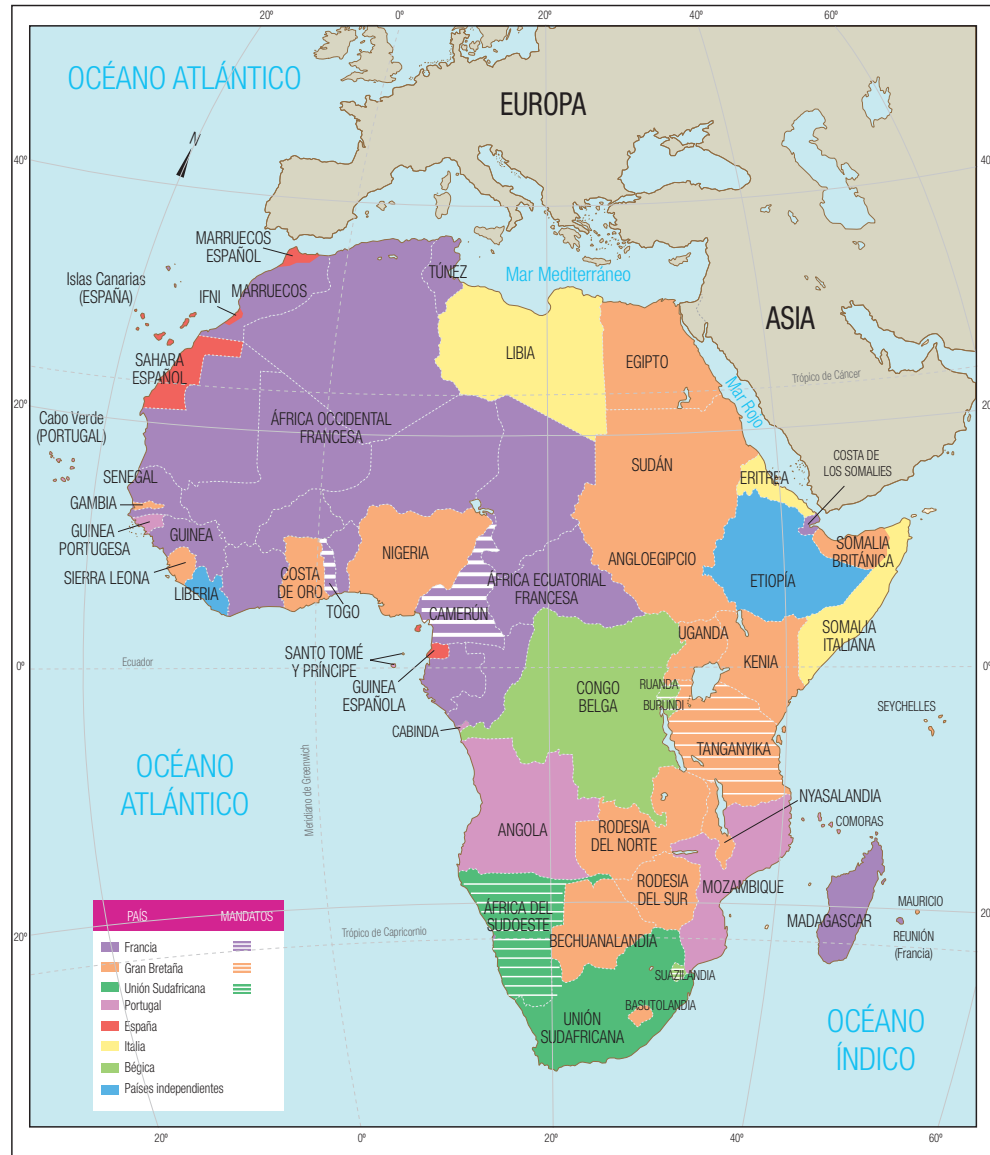 20º
0º
20º
40º
60º
OCÉANO ATLÁNTICO
EUROPA
N
40º
40º
MARRUECOS
ESPAÑOL
TÚNEZ
Mar Mediterráneo
Islas Canarias
(ESPAÑA)
IFNI
MARRUECOS
ASIA
LIBIA
EGIPTO
SAHARA
ESPAÑOL
Trópico de Cáncer
Mar Rojo
20º
20º
Cabo Verde
(PORTUGAL)
ÁFRICA OCCIDENTAL
FRANCESA
SUDÁN
COSTA DE
LOS SOMALIES
SENEGAL
ERITREA
GAMBIA
GUINEA
PORTUGESA
GUINEA
NIGERIA
SOMALIA
BRITÁNICA
ANGLOEGIPCIO
SIERRA LEONA
COSTA
DE ORO
ÁFRICA ECUATORIAL
FRANCESA
ETIOPÍA
LIBERIA
TOGO
CAMERÚN
SOMALIA
ITALIANA
UGANDA
SANTO TOMÉ
Y PRÍNCIPE
KENIA
Ecuador
0º
0º
GUINEA
ESPAÑOLA
CONGO
BELGA
RUANDA
BURUNDI
SEYCHELLES
CABINDA
TANGANYIKA
OCÉANO
ATLÁNTICO
Meridiano de Greenwich
NYASALANDIA
COMORAS
ANGOLA
RODESIA
DEL NORTE
RODESIA
DEL SUR
MOZAMBIQUE
MAURICIO
ÁFRICA DEL
SUDOESTE
MADAGASCAR
20º
20º
REUNIÓN
(Francia)
Trópico de Capricornio
BECHUANALANDIA
SUAZILANDIA
BASUTOLANDIA
UNIÓN
SUDAFRICANA
OCÉANO
ÍNDICO
PAÍS MANDATOS
Francia
Gran Bretaña
Unión Sudafricana
Portugal
España
Italia
Bégica
Países independientes
20º
0º
20º
40º
60º